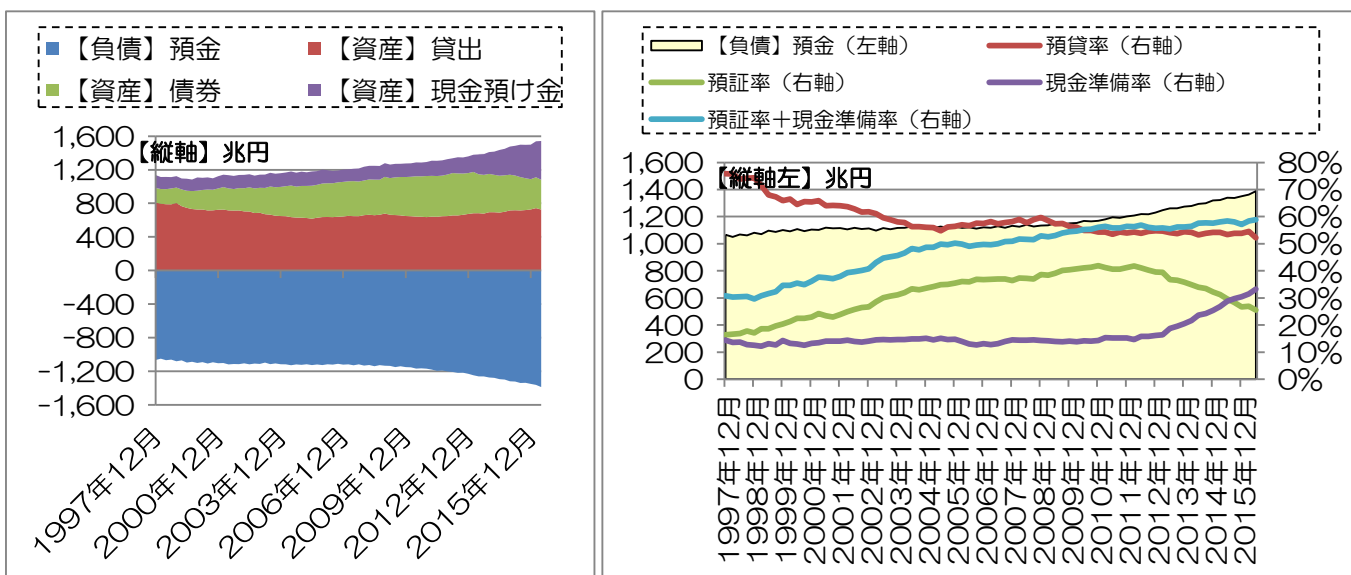 【負債】預金 【資産】貸出
【資産】債券 【資産】現金預け金
【縦軸】兆円
1,600
1,200
800
400
0
-400
-800
-1,200
-1,600
1997年12月
2000年12月
2003年12月
2006年12月
2009年12月
2012年12月
2015年12月
【負債】預金（左軸） 預貸率（右軸）
預証率（右軸） 現金準備率（右軸）
預証率＋現金準備率（右軸）
【縦軸左】兆円
1,600
1,400
1,200
1,000
800
600
400
200
0
80%
70%
60%
50%
40%
30%
20%
10%
0%
1997年12月
1998年12月
1999年12月
2000年12月
2001年12月
2002年12月
2003年12月
2004年12月
2005年12月
2006年12月
2007年12月
2008年12月
2009年12月
2010年12月
2011年12月
2012年12月
2013年12月
2014年12月
2015年12月